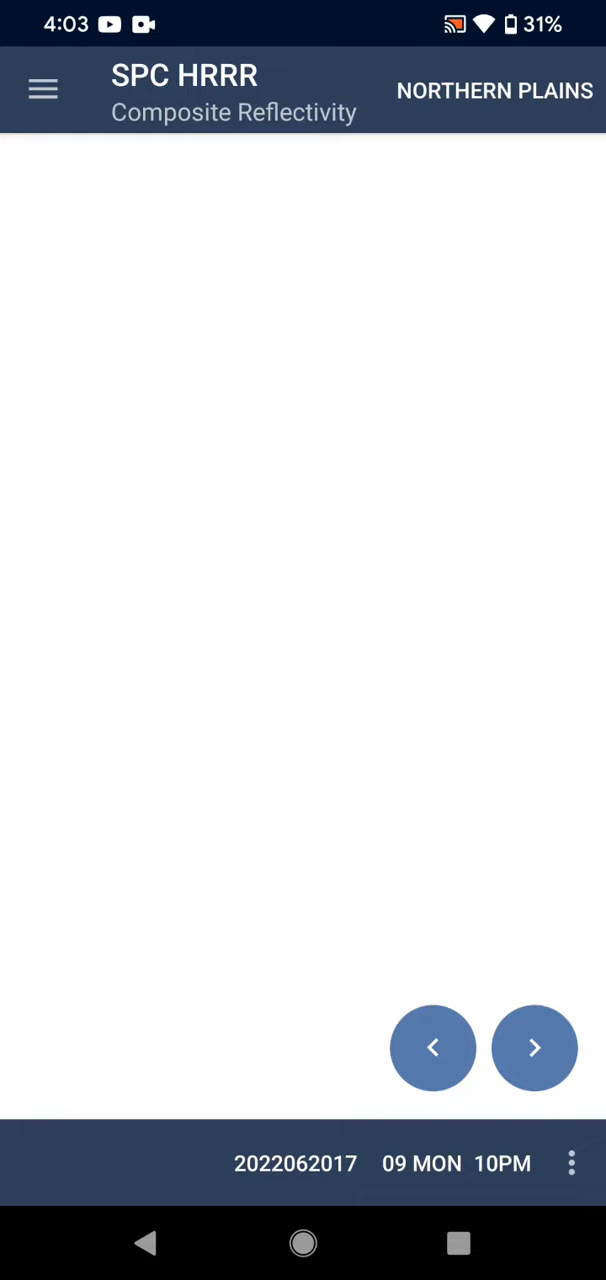 4:03 31%
SPC HRRR
Composite Reflectivity
NORTHERN PLAINS
2022062017 09 MON 10PM